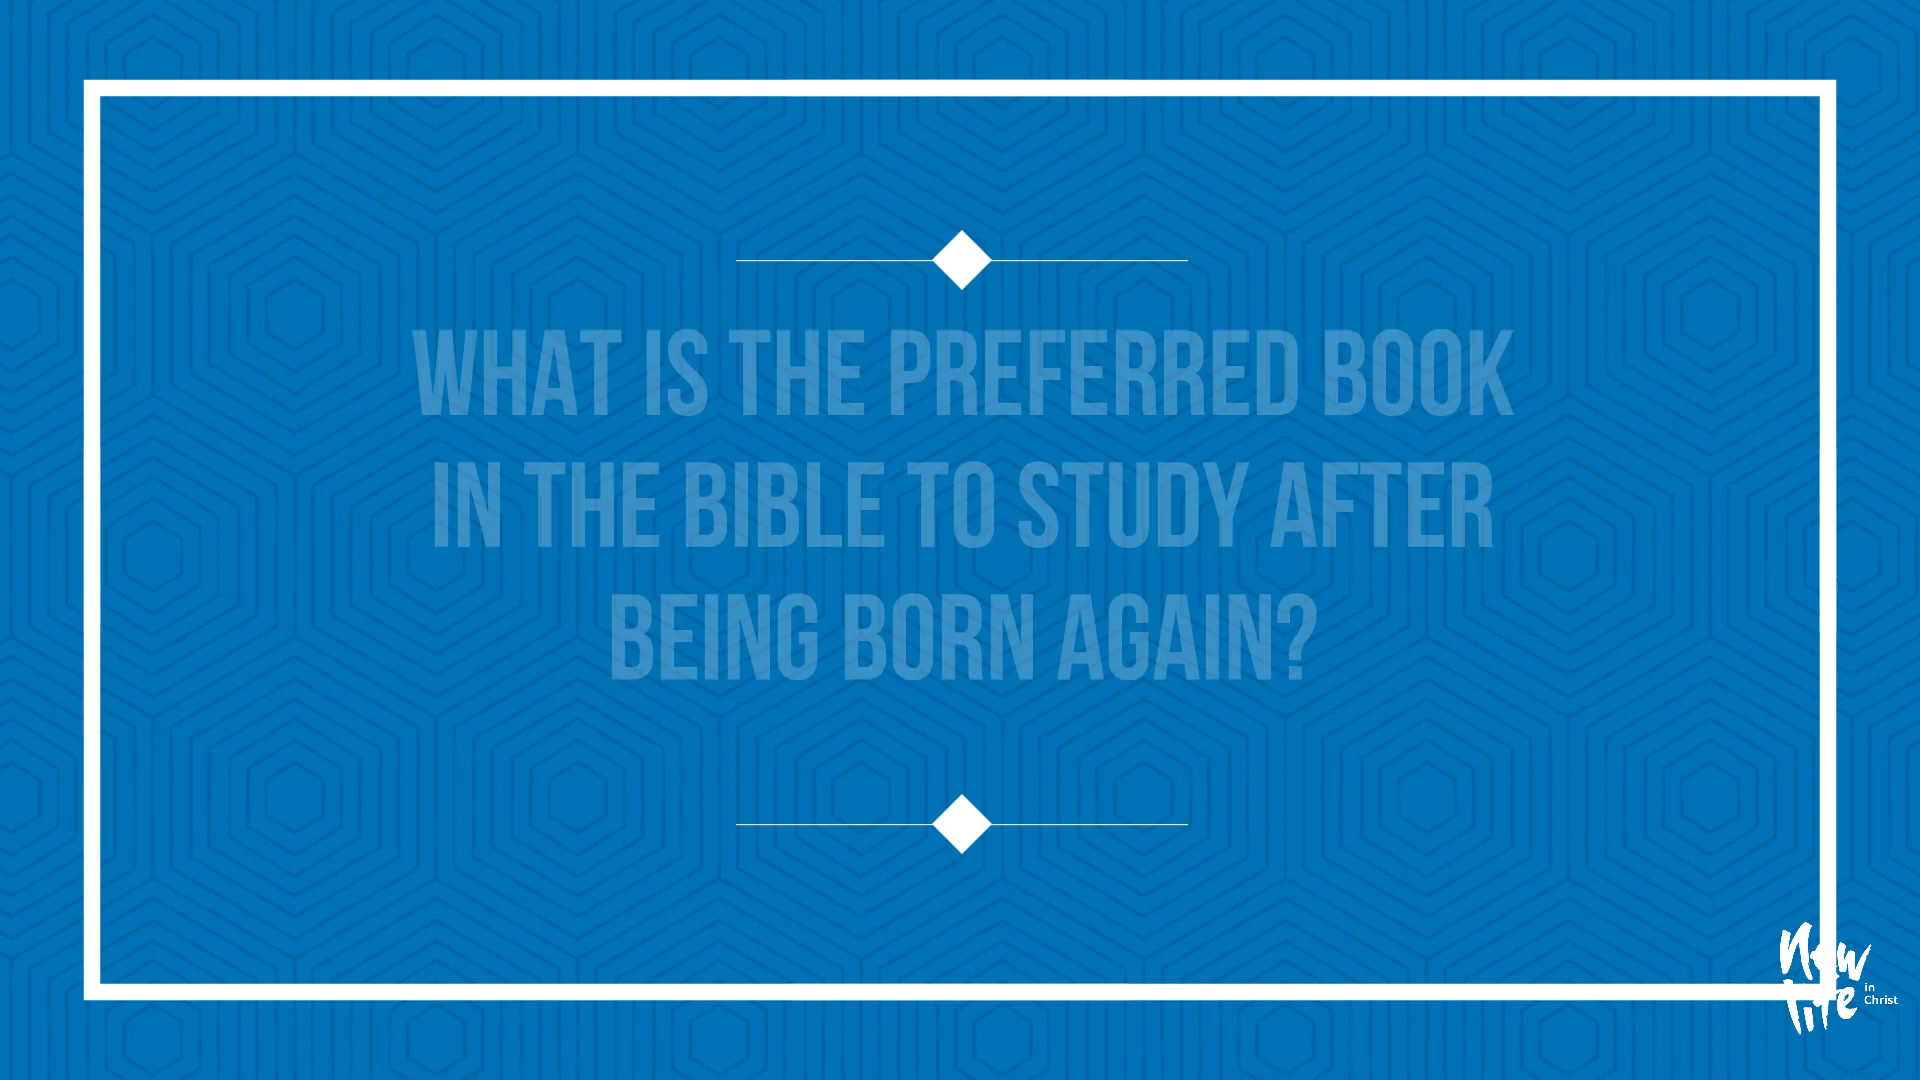 WHAT IS THE PREFERRED BOOK
IN THE BIBLE TO STUDY AFTER
BEING BORN AGAIN?
New
life in Christ